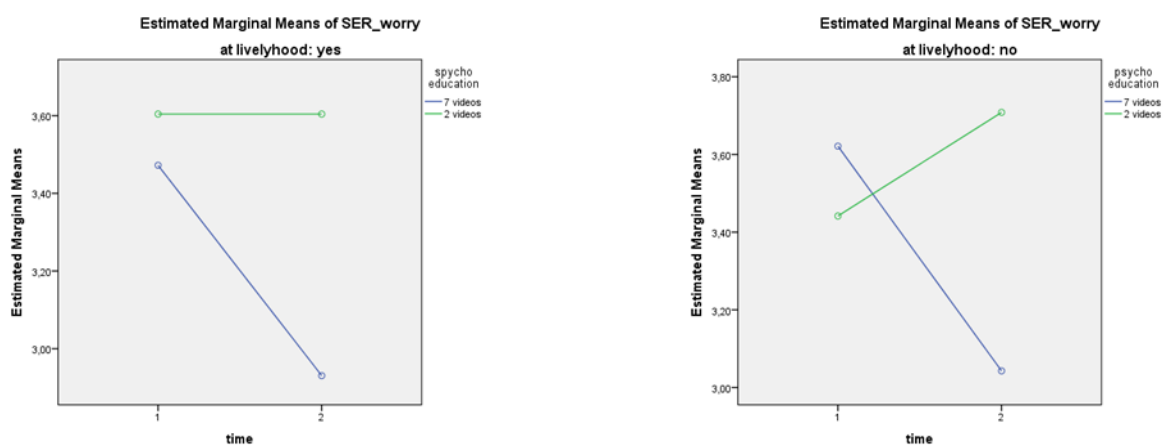 Estimated Marginal Means of SER_worry
at livelyhood: yes
spycho
education
7 videos
2 videos
Estimated Marginal Means
3,60
3,40
3,20
3,00
1
2
time
Estimated Marginal Means of SER_worry
at livelyhood: no
psycho
education
7 videos
2 videos
Estimated Marginal Means
3,80
3,60
3,40
3,20
3,00
1
2
time